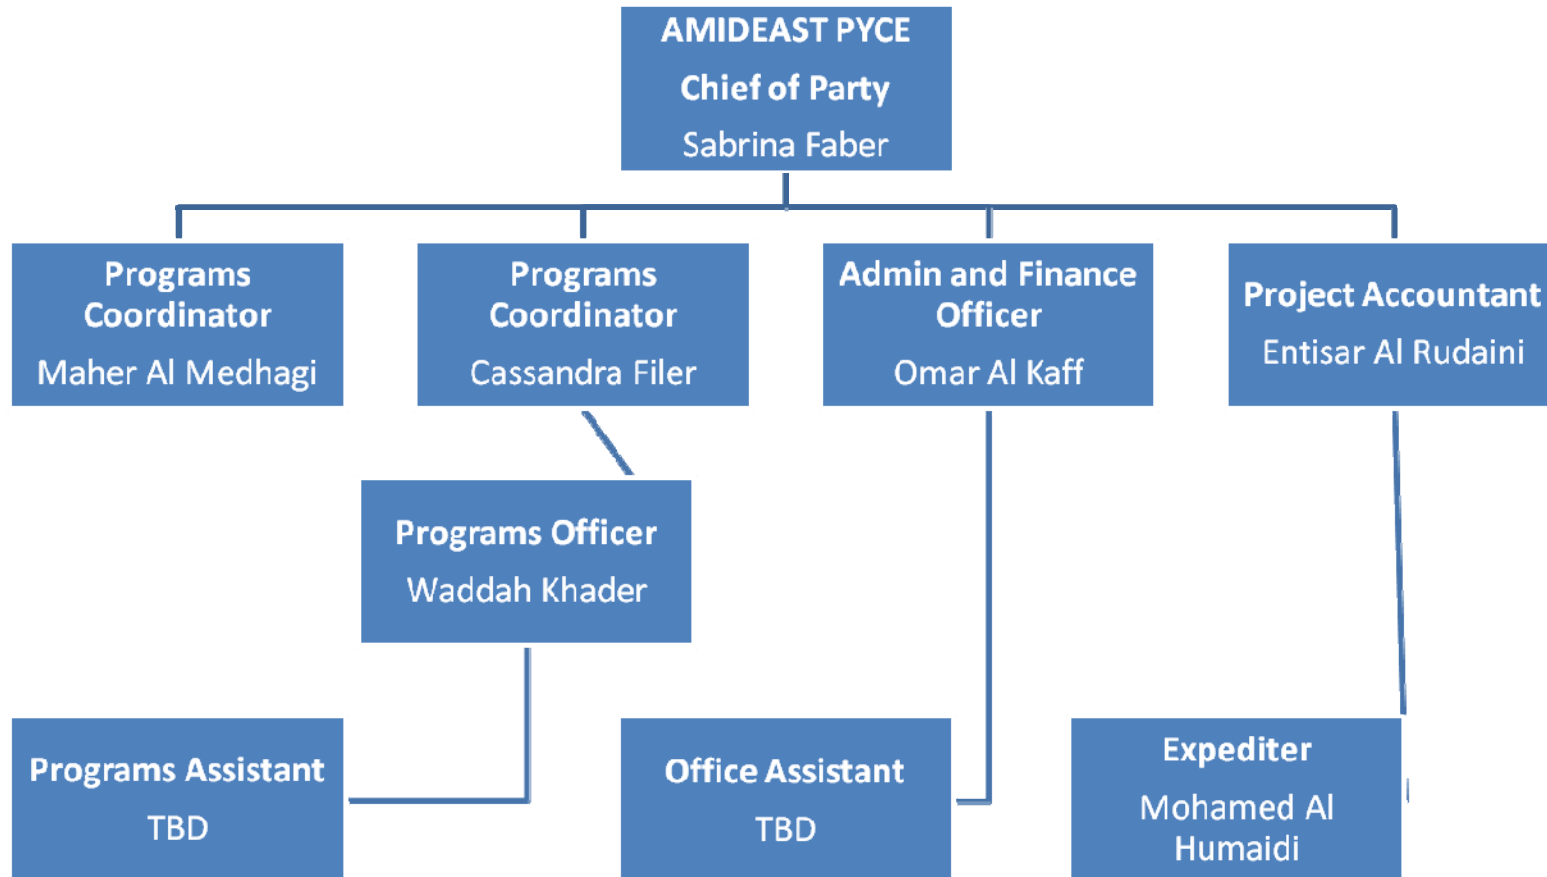 AMIDEAST PYCE
Chief of Party
Sabrina Faber
Programs
Coordinator
Maher Al Medhagi
Programs
Coordinator
Cassandra Filer
Admin and Finance
Officer
Omar Al Kaff
Project Accountant
Entisar Al Rudaini
Programs Officer
Waddah Khader
Programs Assistant
TBD
Office Assistant
TBD
Expediter
Mohamed Al
Humaidi